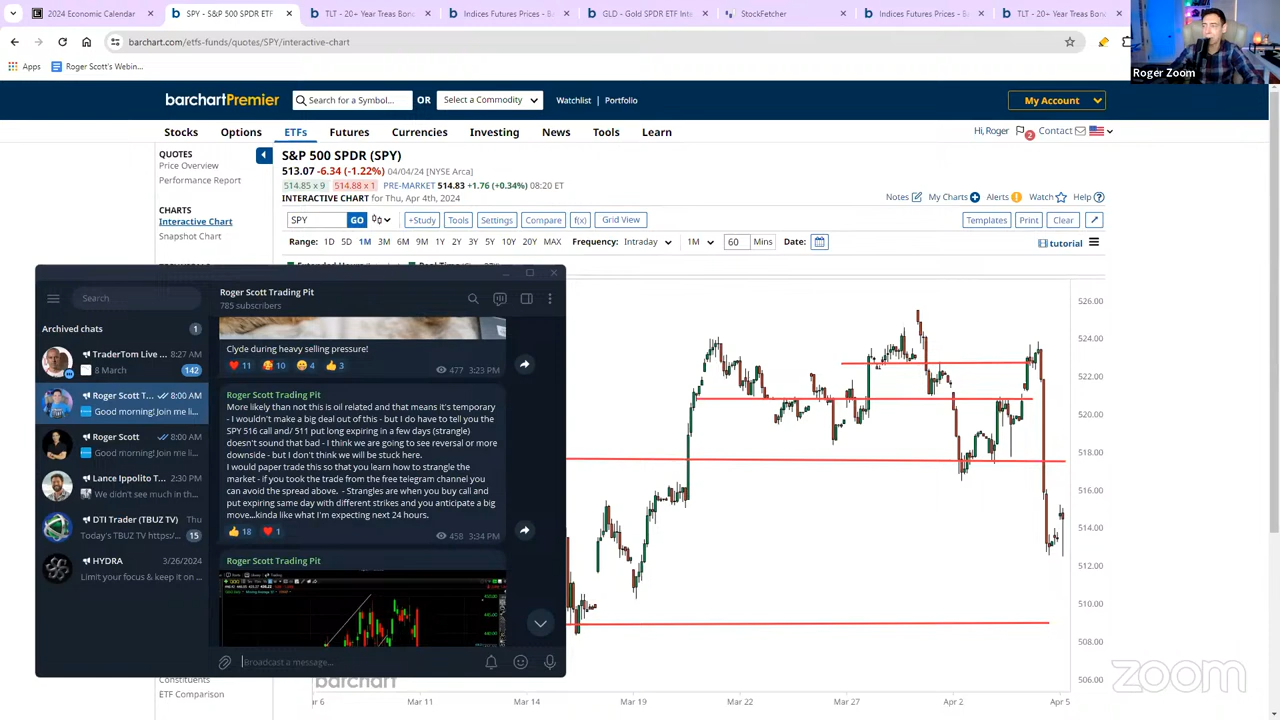 2024 Economic Calendar
SPY - S&P 500 SPDR ETF
TLT - 20+ Year Treas Bond
Indices Futures Prices - B
GLD - Gold SPDR ETF Inte
StockFetcher
Indices Futures Prices - B
TLT - 20+ Year Treas Bond
barchart.com/etfs-funds/quotes/SPY/interactive-chart
Apps
Roger Scott's Webin...
Roger Zoom
barchartPremier
Search for a Symbol...
OR
Select a Commodity
Watchlist
Portfolio
My Account
Stocks
Options
ETFs
Futures
Currencies
Investing
News
Tools
Learn
Hi, Roger
2
Contact
QUOTES
Price Overview
Performance Report
CHARTS
Interactive Chart
Snapshot Chart
S&P 500 SPDR (SPY)
513.07 -6.34 (-1.22%) 04/04/24 [NYSE Arca]
514.85 x 9 514.88 x 1 PRE-MARKET 514.83 +1.76 (+0.34%) 08:20 ET
INTERACTIVE CHART for Thu, Apr 4th, 2024
Notes
My Charts
Alerts
Watch
Help
SPY
GO
+Study
Tools
Settings
Compare
f(x)
Grid View
Templates
Print
Clear
Range: 1D 5D 1M 3M 6M 9M 1Y 2Y 3Y 5Y 10Y 20Y MAX
Frequency: Intraday
1M
60
Mins
Date:
tutorial
Search
Archived chats
1
TraderTom Live ...
8:27 AM
8 March
142
Roger Scott T...
8:00 AM
Good morning! Join me li...
Roger Scott
8:00 AM
Good morning! Join me li...
Lance Ippolito T...
2:30 PM
We didn't see much in th...
DTI Trader (TBUZ TV)
Thu
Today's TBUZ TV https:/...
15
HYDRA
3/26/2024
Limit your focus & keep it on ...
Roger Scott Trading Pit
785 subscribers
Clyde during heavy selling pressure!
11
10
4
3
477 3:23 PM
Roger Scott Trading Pit
More likely than not this is oil related and that means it's temporary
- I wouldn't make a big deal out of this - but I do have to tell you the
SPY 516 call and/ 511 put long expiring in a few days (strangle)
doesn't sound that bad - I think we are going to see reversal or more
downside - but I don't think we will be stuck here.
I would paper trade this so that you learn how to strangle the
market - if you took the trade from the free telegram channel you
can avoid the spread above. - Strangles are when you buy call and
put expiring same day with different strikes and you anticipate a big
move...kinda like what I'm expecting next 24 hours.
18
1
458 3:34 PM
Roger Scott Trading Pit
Broadcast a message...
Constituents
ETF Comparison
526.00
524.00
522.00
520.00
518.00
516.00
514.00
512.00
510.00
508.00
506.00
barchart
ar 6
Mar 11
Mar 14
Mar 19
Mar 22
Mar 27
Apr 2
Apr 5
zoom